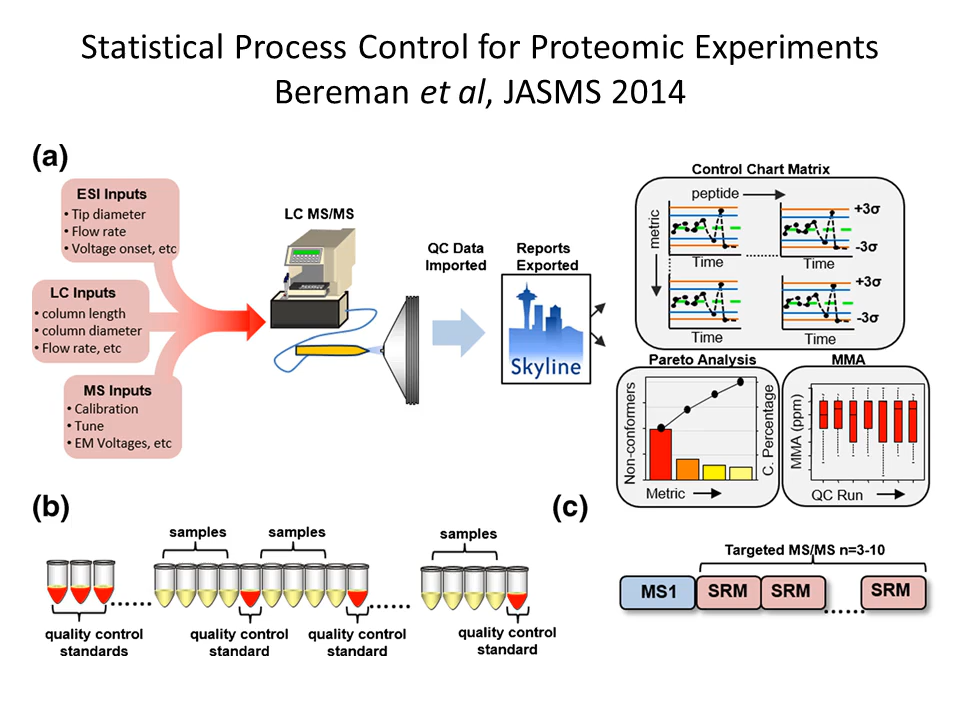 Statistical Process Control for Proteomic Experiments
Bereman et al, JASMS 2014
(a)
ESI Inputs
• Tip diameter
• Flow rate
• Voltage onset, etc
LC Inputs
• column length
• column diameter
• Flow rate, etc
MS Inputs
• Calibration
• Tune
• EM Voltages, etc
LC MS/MS
QC Data
Imported
Reports
Exported
Skyline
Control Chart Matrix
peptide
metric
+3σ
-3σ
Time
Time
+3σ
-3σ
Time
Time
Pareto Analysis
Non-conformers
C. Percentage
Metric
MMA
MMA (ppm)
QC Run
(b)
samples
samples
samples
quality control
standards
quality control
standard
quality control
standard
quality control
standard
(c)
Targeted MS/MS n=3-10
MS1
SRM
SRM
SRM